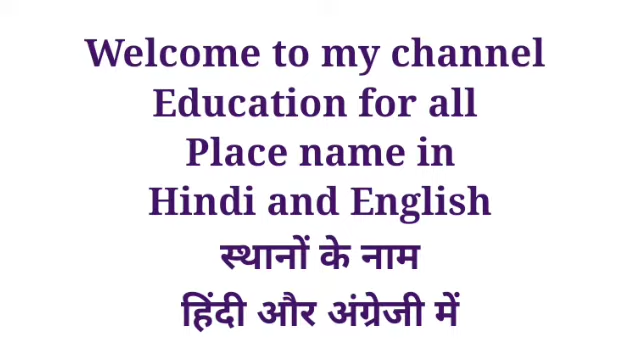 Welcome to my channel
Education for all
Place name in
Hindi and English
स्थानों के नाम
हिंदी और अंग्रेजी में